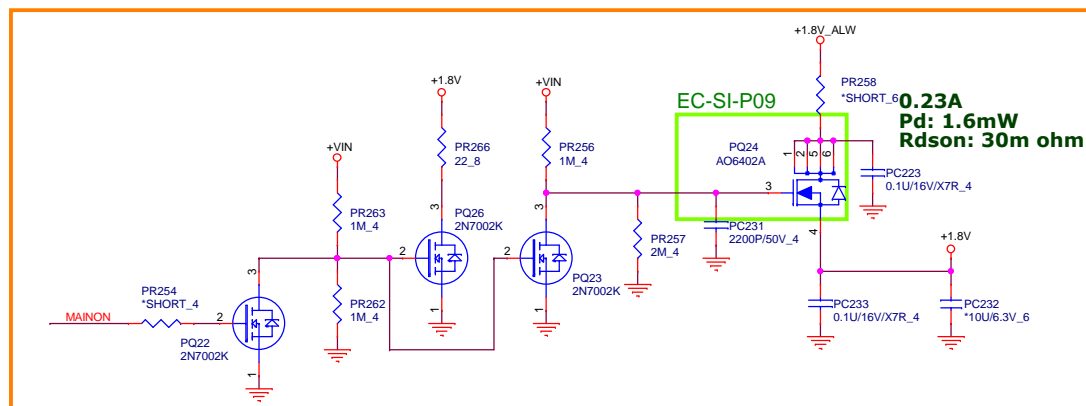 +1.8V_ALW
PR258
*SHORT_6
0.23A
Pd: 1.6mW
Rdson: 30m ohm
EC-SI-P09
+1.8V
+VIN
PR266
22_8
PR256
1M_4
PQ24
AO6402A
1
2
5
6
3
4
PC223
0.1U/16V/X7R_4
+VIN
PR263
1M_4
3
PQ26
2N7002K
2
1
3
2
PQ23
2N7002K
1
PR257
2M_4
PC231
2200P/50V_4
+1.8V
PR254
*SHORT_4
MAINON
3
2
PQ22
2N7002K
1
PR262
1M_4
PC233
0.1U/16V/X7R_4
PC232
*10U/6.3V_6